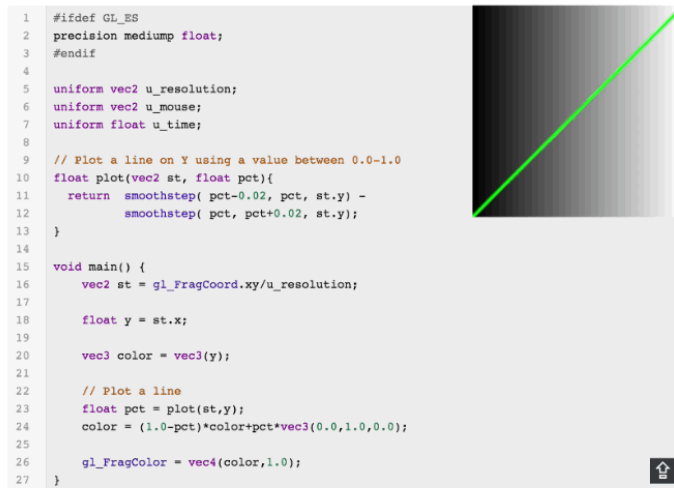 1 #ifdef GL_ES
2 precision mediump float;
3 #endif
4
5 uniform vec2 u_resolution;
6 uniform vec2 u_mouse;
7 uniform float u_time;
8
9 // Plot a line on Y using a value between 0.0-1.0
10 float plot(vec2 st, float pct){
11   return  smoothstep( pct-0.02, pct, st.y) -
12           smoothstep( pct, pct+0.02, st.y);
13 }
14
15 void main() {
16     vec2 st = gl_FragCoord.xy/u_resolution;
17
18     float y = st.x;
19
20     vec3 color = vec3(y);
21
22     // Plot a line
23     float pct = plot(st,y);
24     color = (1.0-pct)*color+pct*vec3(0.0,1.0,0.0);
25
26     gl_FragColor = vec4(color,1.0);
27 }